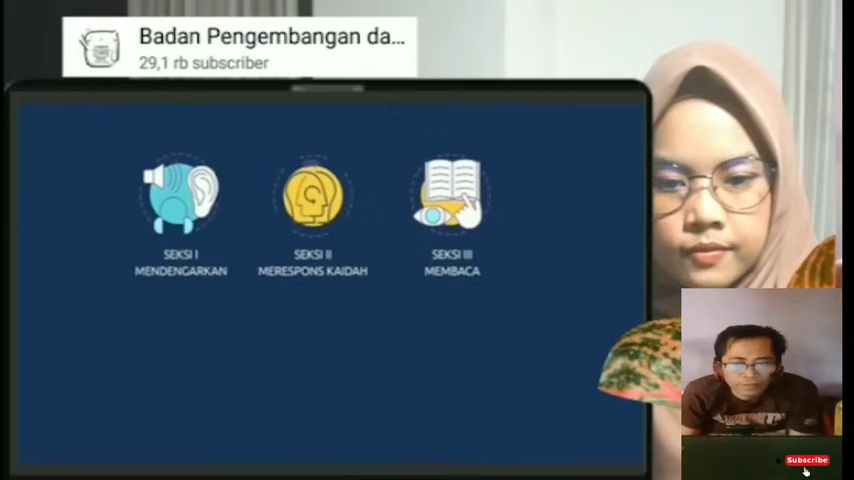 Badan Pengembangan da...
29,1 rb subscriber
SEKSI I
MENDENGARKAN
SEKSI II
MERESPONS KAIDAH
SEKSI III
MEMBACA
Subscribe